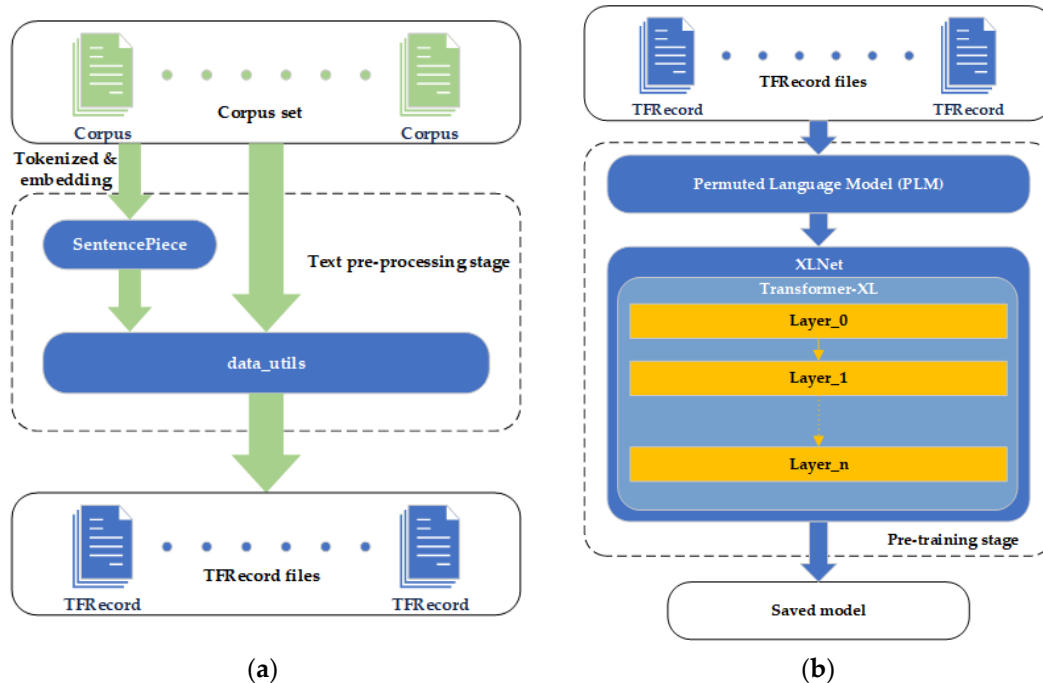 Corpus set
Corpus
Corpus
Tokenized &
embedding
SentencePiece
Text pre-processing stage
data_utils
TFRecord files
TFRecord
TFRecord
(a)
TFRecord files
TFRecord
TFRecord
Permuted Language Model (PLM)
XLNet
Transformer-XL
Layer_0
Layer_1
Layer_n
Pre-training stage
Saved model
(b)